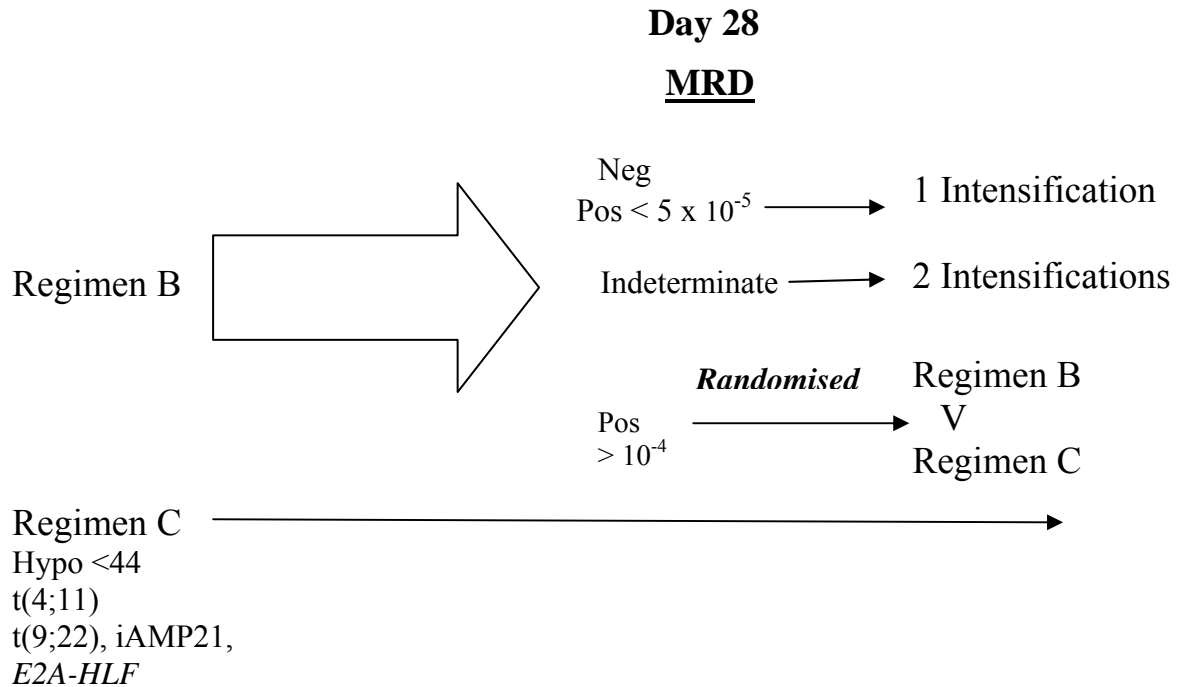 Day 28
MRD
Neg
Pos < 5 x 10⁻⁵
1 Intensification
Regimen B
Indeterminate
2 Intensifications
Pos
> 10⁻⁴
Randomised
Regimen B
V
Regimen C
Regimen C
Hypo <44
t(4;11)
t(9;22), iAMP21,
E2A-HLF